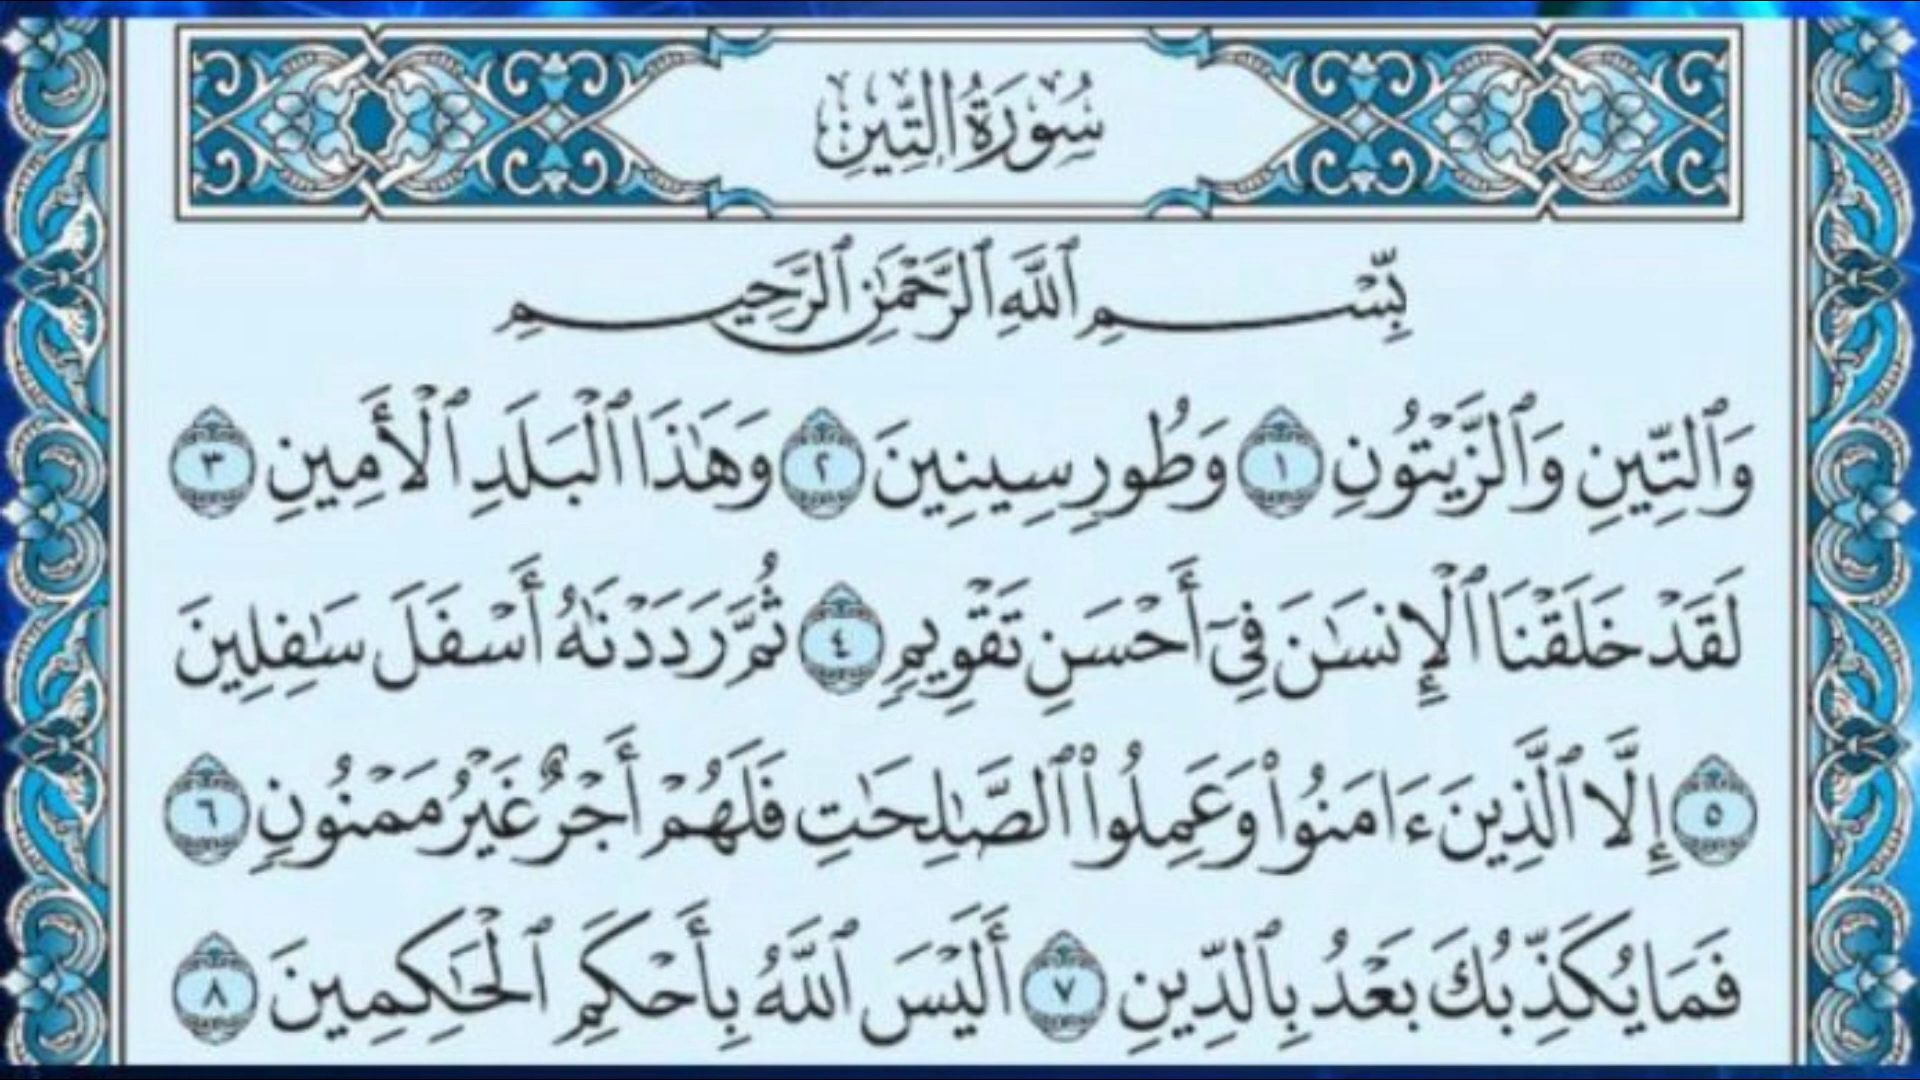 سُورَةُ التِّينِ
بِّسْمِ ٱللَّهِ ٱلرَّحْمَٰنِ ٱلرَّحِيمِ
وَٱلتِّينِ وَٱلزَّيْتُونِ ١ وَطُورِ سِينِينَ ٢ وَهَٰذَا ٱلْبَلَدِ ٱلْأَمِينِ ٣
لَقَدْ خَلَقْنَا ٱلْإِنسَٰنَ فِىٓ أَحْسَنِ تَقْوِيمٍ ٤ ثُمَّ رَدَدْنَٰهُ أَسْفَلَ سَٰفِلِينَ
٥ إِلَّا ٱلَّذِينَ ءَامَنُوا۟ وَعَمِلُوا۟ ٱلصَّٰلِحَٰتِ فَلَهُمْ أَجْرٌ غَيْرُ مَمْنُونٍ ٦
فَمَا يُكَذِّبُكَ بَعْدُ بِٱلدِّينِ ٧ أَلَيْسَ ٱللَّهُ بِأَحْكَمِ ٱلْحَٰكِمِينَ ٨